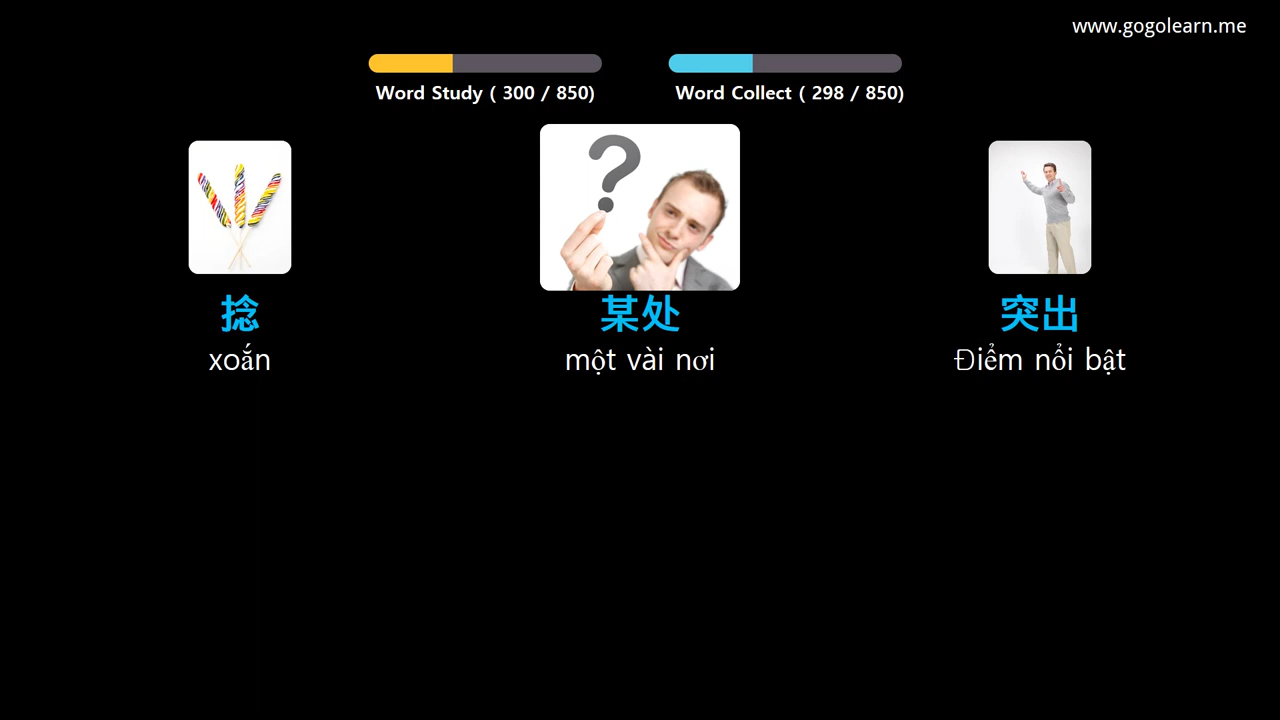 www.gogolearn.me
Word Study ( 300 / 850)
Word Collect ( 298 / 850)
捻
某处
突出
xoắn
một vài nơi
Điểm nổi bật